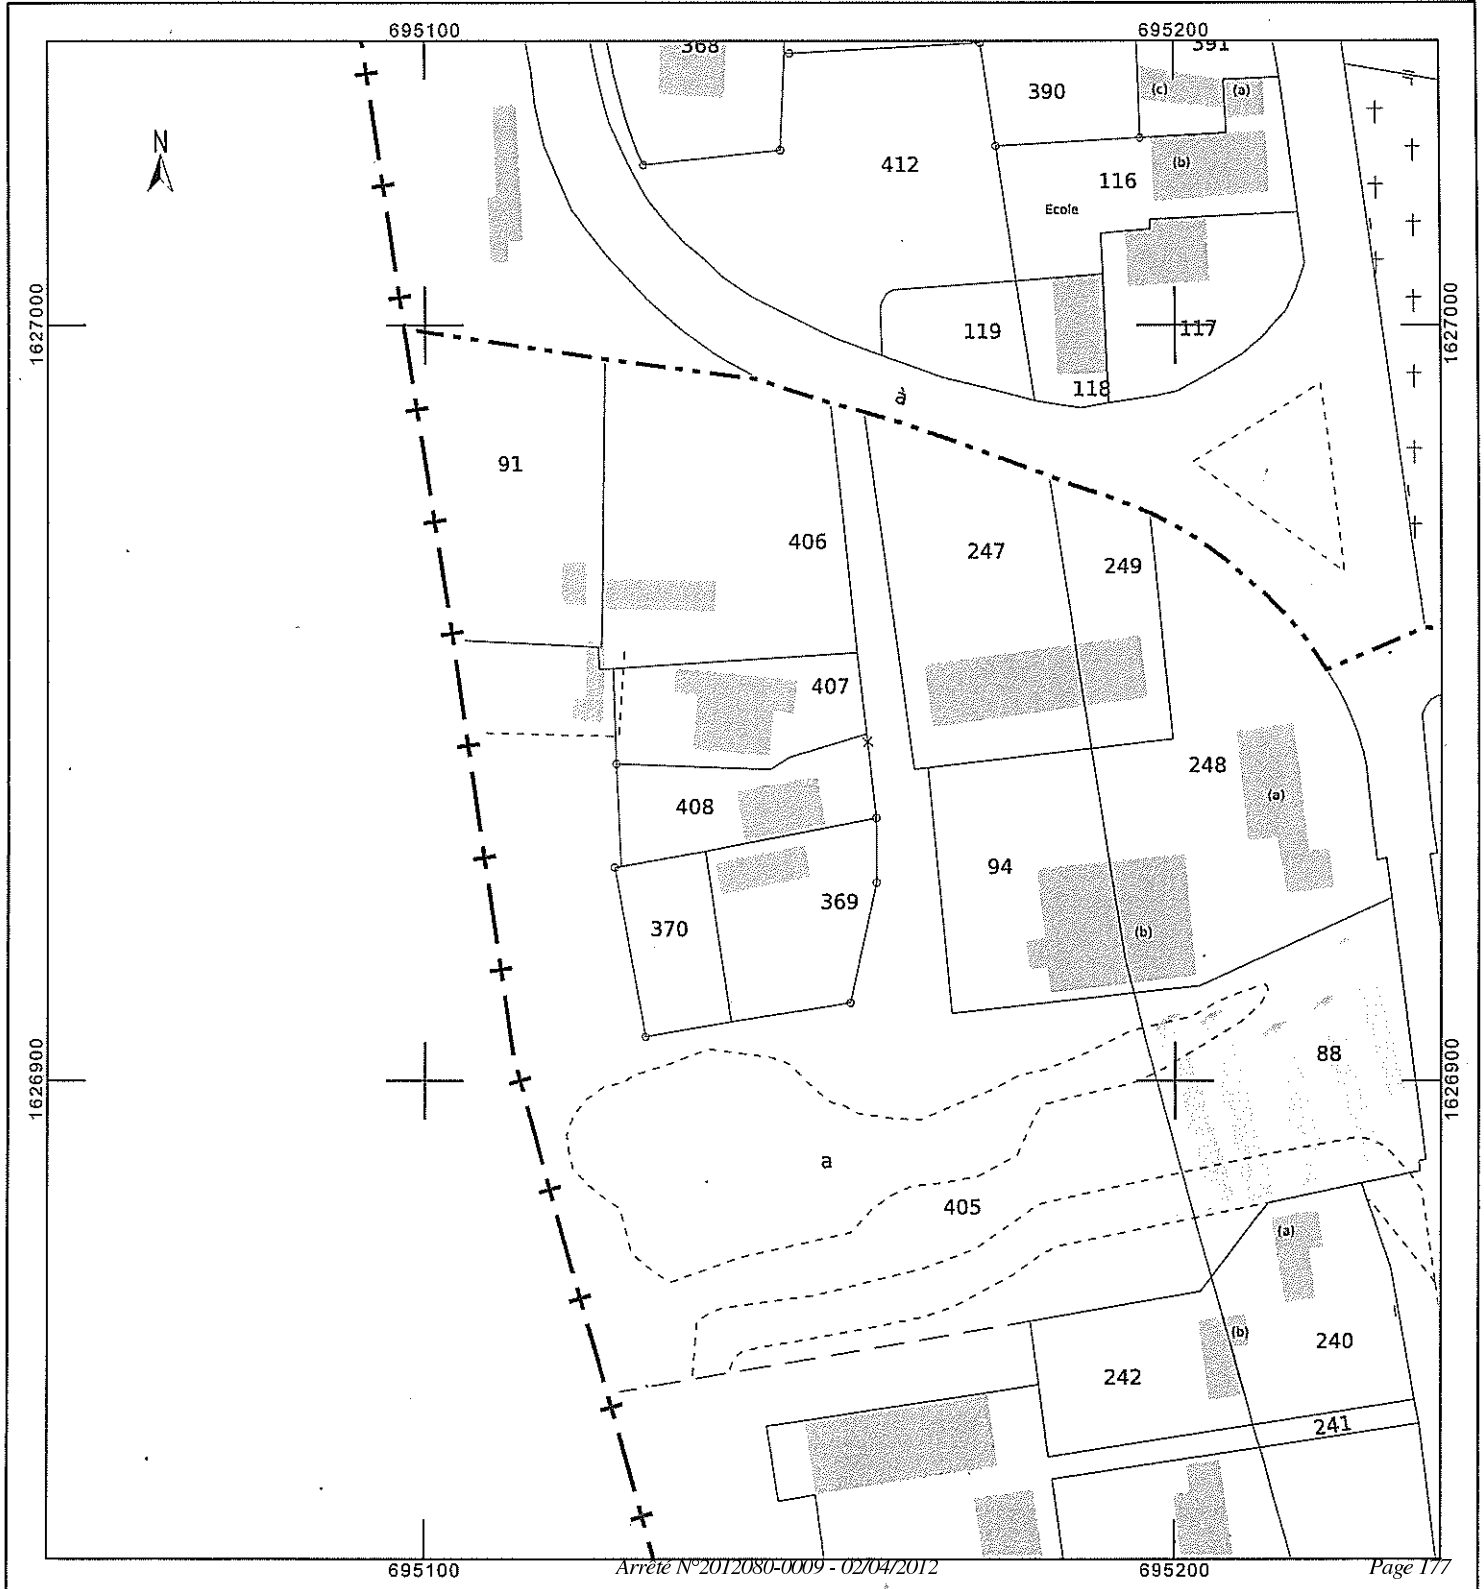 695100 695200
368 391
390 (c) (a)
N
412 (b)
116
Ecole
1627000 119 117 1627000
118
à
91
406 247 249
407
248
408 (a)
94
369
370 (b)
88
1626900 1626900
a
405
(a)
(b) 240
242
241
695100 Arrêté N°2012080-0009 - 02/04/2012 695200 Page 177